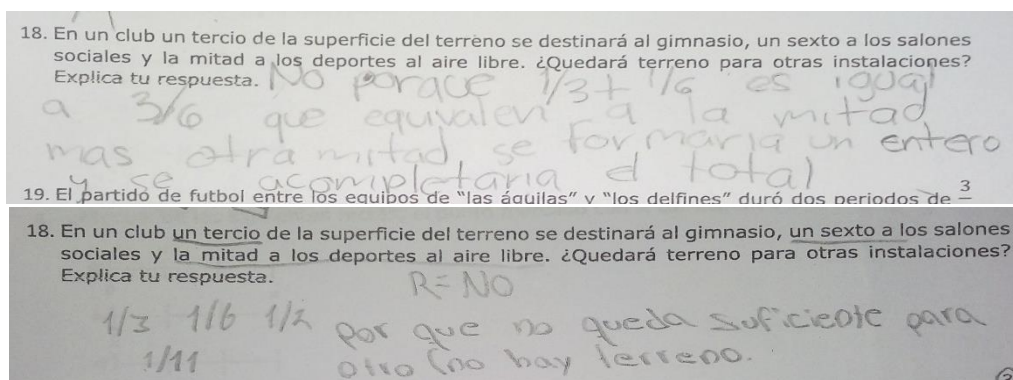 18. En un club un tercio de la superficie del terreno se destinará al gimnasio, un sexto a los salones
sociales y la mitad a los deportes al aire libre. ¿Quedará terreno para otras instalaciones?
Explica tu respuesta. No porque 1/3 + 1/6 es igual
a 3/6 que equivalen a la mitad
mas otra mitad, se formaria un entero
y se acompletaria el total
19. El partido de futbol entre los equipos de "las águilas" y "los delfines" duró dos periodos de 3
18. En un club un tercio de la superficie del terreno se destinará al gimnasio, un sexto a los salones
sociales y la mitad a los deportes al aire libre. ¿Quedará terreno para otras instalaciones?
Explica tu respuesta. R= NO
1/3 1/6 1/2 por que no queda suficiente para
1/11 otro (no hay terreno.